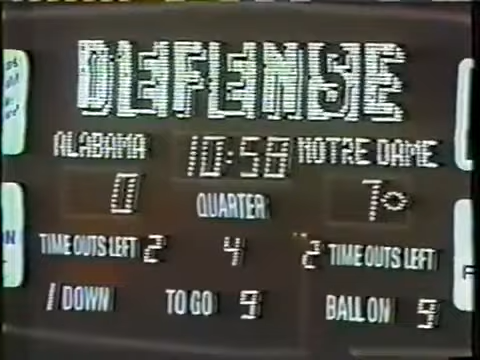 DEFENSE
ALABAMA 10:58 NOTRE DAME
0 QUARTER 7
TIME OUTS LEFT 2 4 2 TIME OUTS LEFT
1 DOWN TO GO 9 BALL ON 9